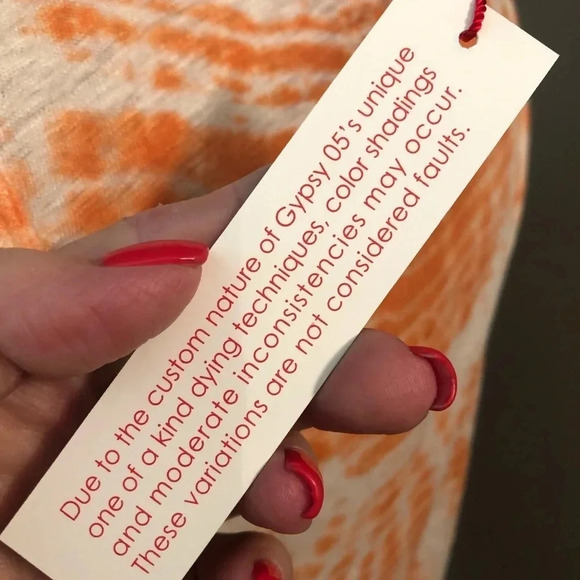 Due to the custom nature of Gypsy 05's unique
one of a kind dying techniques, color shadings
and moderate inconsistencies may occur.
These variations are not considered faults.